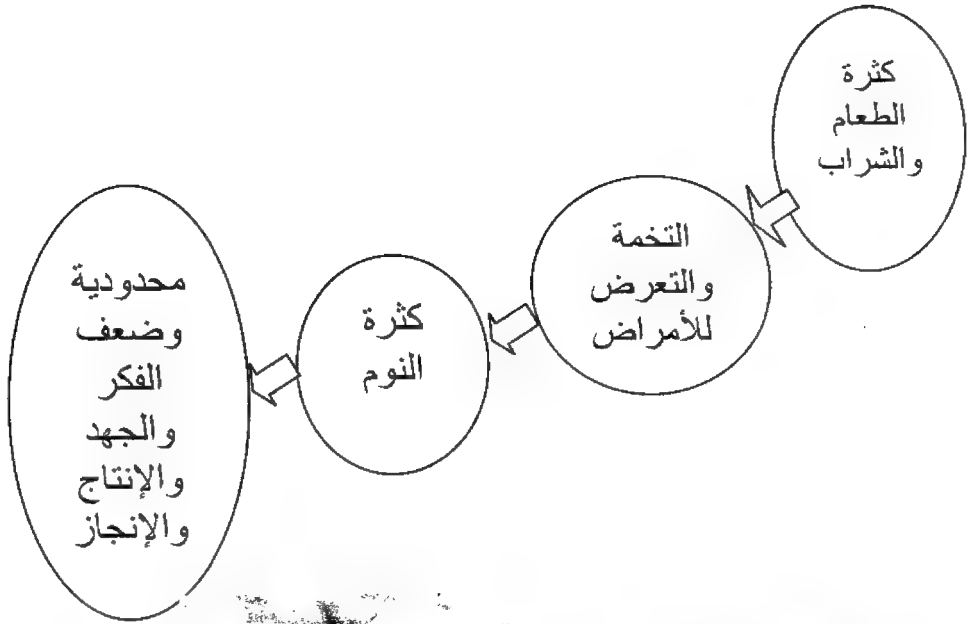 كثرة
الطعام
والشراب
التخمة
والتعرض
للأمراض
كثرة
النوم
محدودية
وضعف
الفكر
والجهد
والإنتاج
والإنجاز